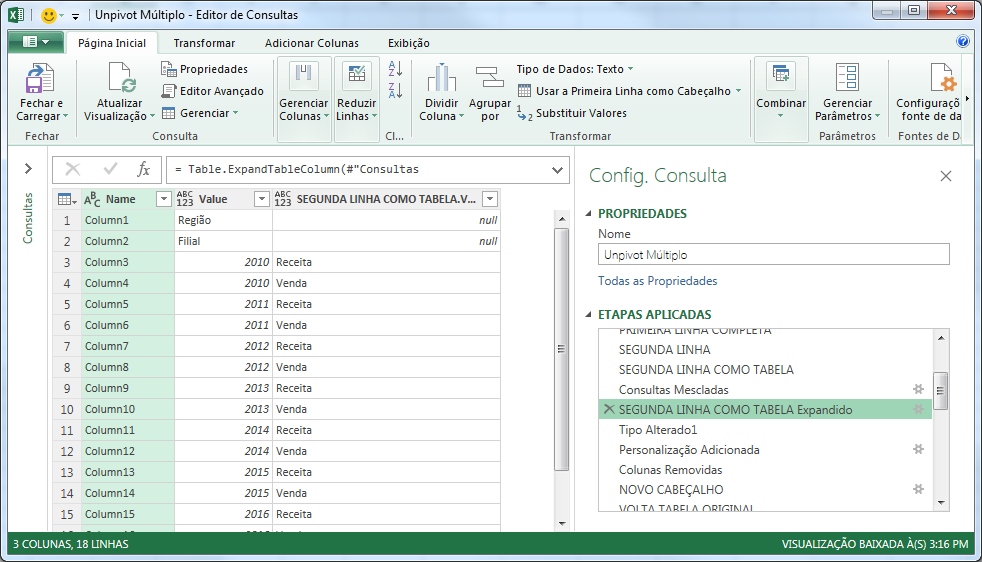 Unpivot Múltiplo - Editor de Consultas
Página Inicial Transformar Adicionar Colunas Exibição
Fechar e Carregar
Fechar
Atualizar Visualização
Propriedades
Editor Avançado
Gerenciar
Consulta
Gerenciar Colunas
Reduzir Linhas
A Z
Z A
Cl...
Dividir Coluna
Agrupar por
Tipo de Dados: Texto
Usar a Primeira Linha como Cabeçalho
1 2 Substituir Valores
Transformar
Combinar
Gerenciar Parâmetros
Parâmetros
Configuraçõ
fonte de da
Fontes de D
Consultas
fx = Table.ExpandTableColumn(#"Consultas
ABC Name ABC 123 Value ABC 123 SEGUNDA LINHA COMO TABELA.V...
1 Column1 Região null
2 Column2 Filial null
3 Column3 2010 Receita
4 Column4 2010 Venda
5 Column5 2011 Receita
6 Column6 2011 Venda
7 Column7 2012 Receita
8 Column8 2012 Venda
9 Column9 2013 Receita
10 Column10 2013 Venda
11 Column11 2014 Receita
12 Column12 2014 Venda
13 Column13 2015 Receita
14 Column14 2015 Venda
15 Column15 2016 Receita
Config. Consulta
PROPRIEDADES
Nome
Unpivot Múltiplo
Todas as Propriedades
ETAPAS APLICADAS
PRIMEIRA LINHA COMPLETA
SEGUNDA LINHA
SEGUNDA LINHA COMO TABELA
Consultas Mescladas
SEGUNDA LINHA COMO TABELA Expandido
Tipo Alterado1
Personalização Adicionada
Colunas Removidas
NOVO CABEÇALHO
VOLTA TABELA ORIGINAL
3 COLUNAS, 18 LINHAS
VISUALIZAÇÃO BAIXADA À(S) 3:16 PM